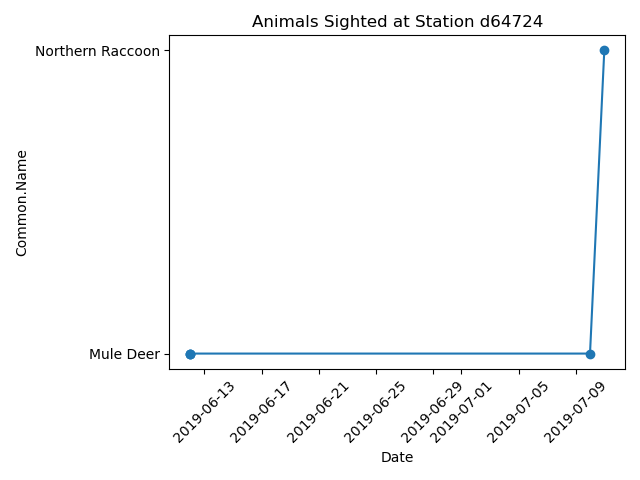 Animals Sighted at Station d64724
Northern Raccoon
Common.Name
Mule Deer
2019-06-13
2019-06-17
2019-06-21
2019-06-25
2019-06-29
2019-07-01
2019-07-05
2019-07-09
Date